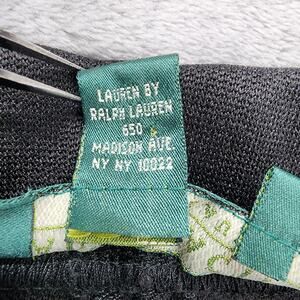 LAUREN BY
RALPH LAUREN
650
MADISON AVE.
NY NY 10022